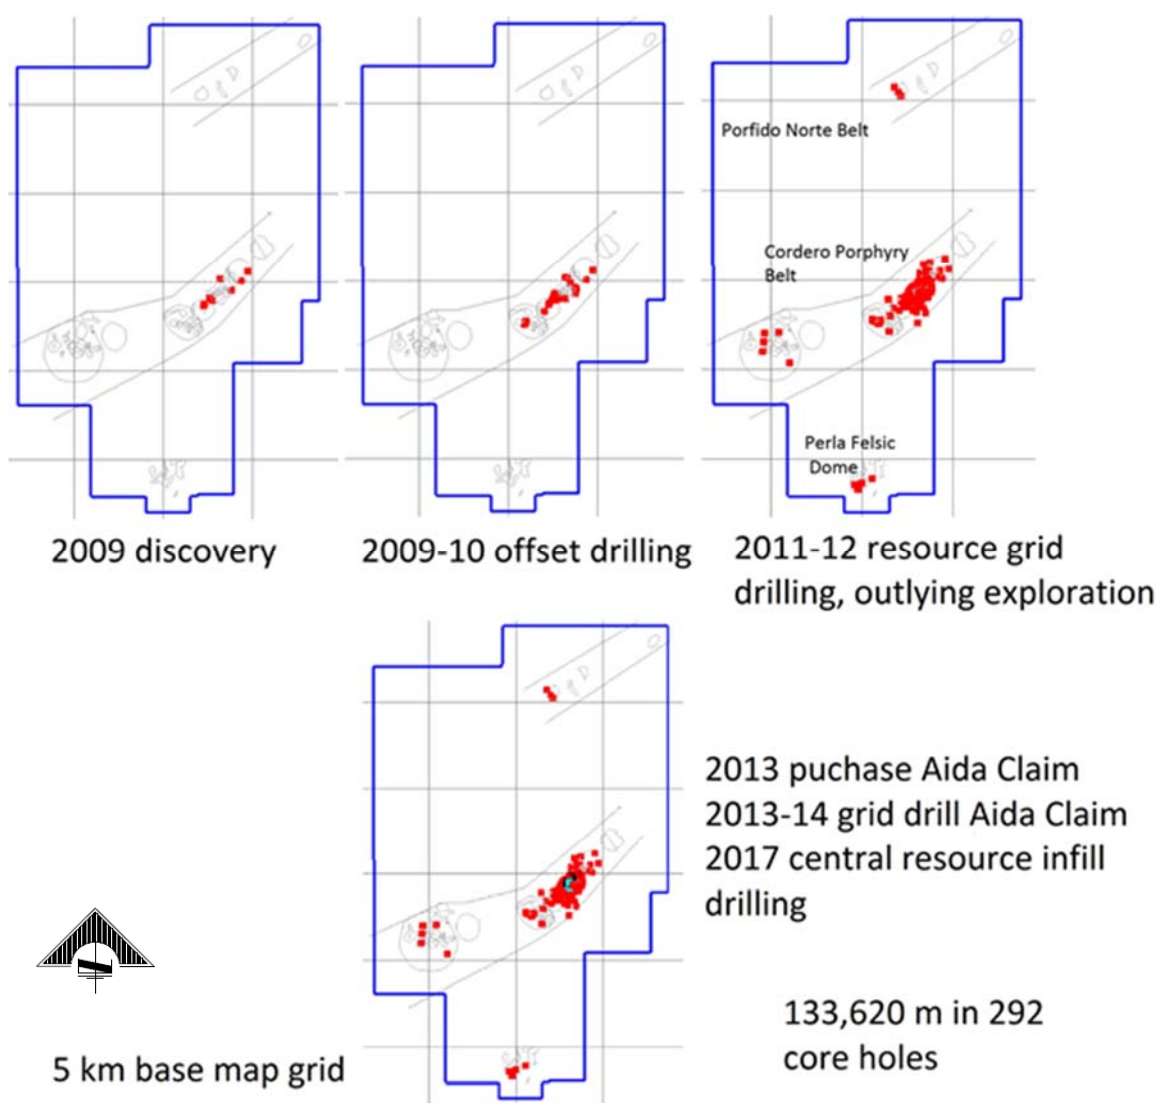 Porfido Norte Belt
Cordero Porphyry
Belt
Perla Felsic
Dome
2009 discovery
2009-10 offset drilling
2011-12 resource grid
drilling, outlying exploration
2013 puchase Aida Claim
2013-14 grid drill Aida Claim
2017 central resource infill
drilling
133,620 m in 292
core holes
5 km base map grid